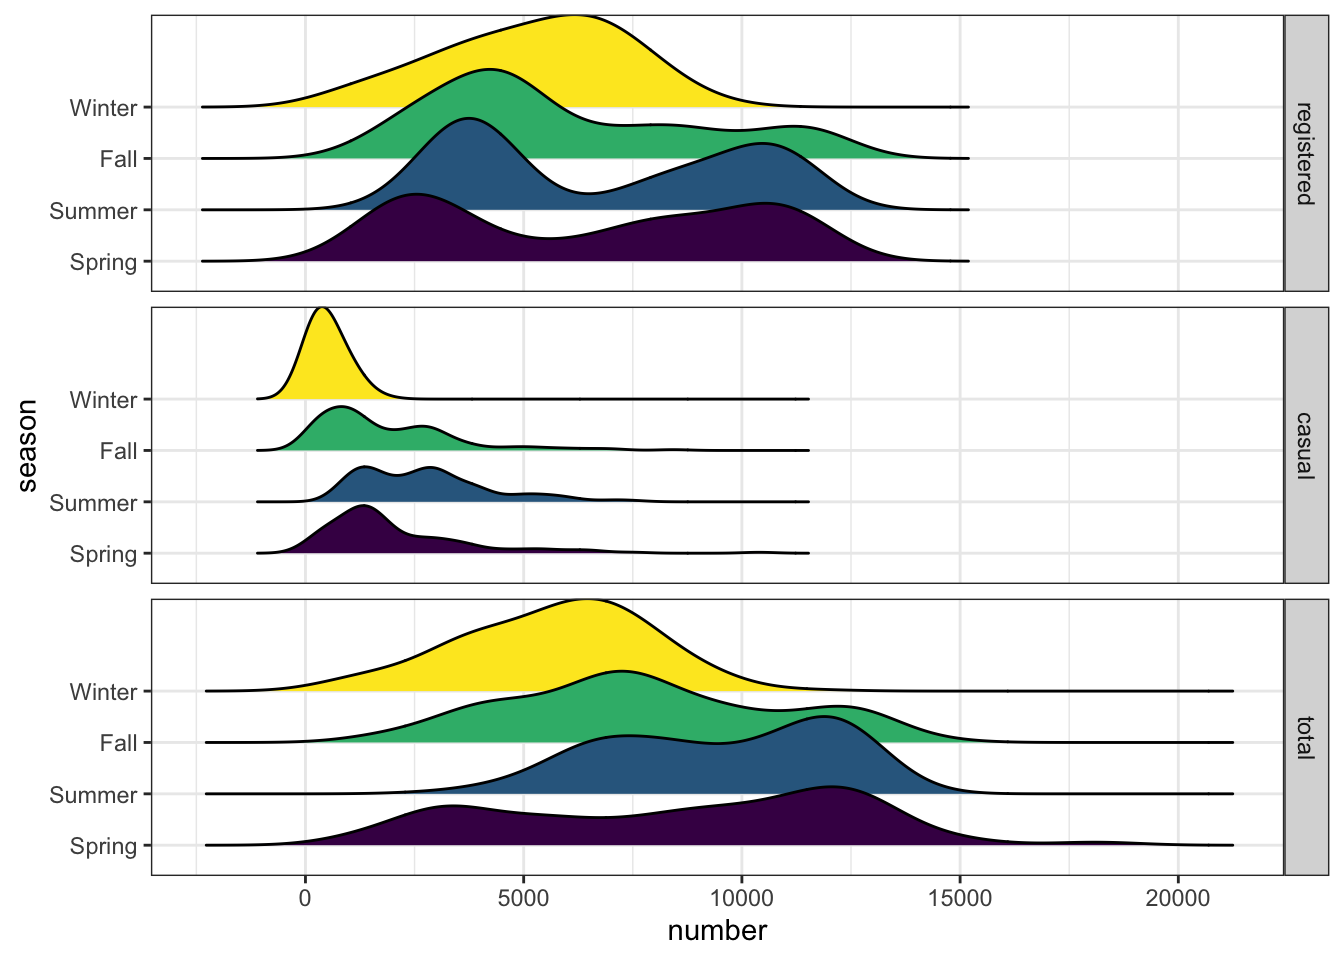 Winter
Fall
Summer
Spring
registered
Winter
Fall
Summer
Spring
casual
Winter
Fall
Summer
Spring
total
season
0 5000 10000 15000 20000
number